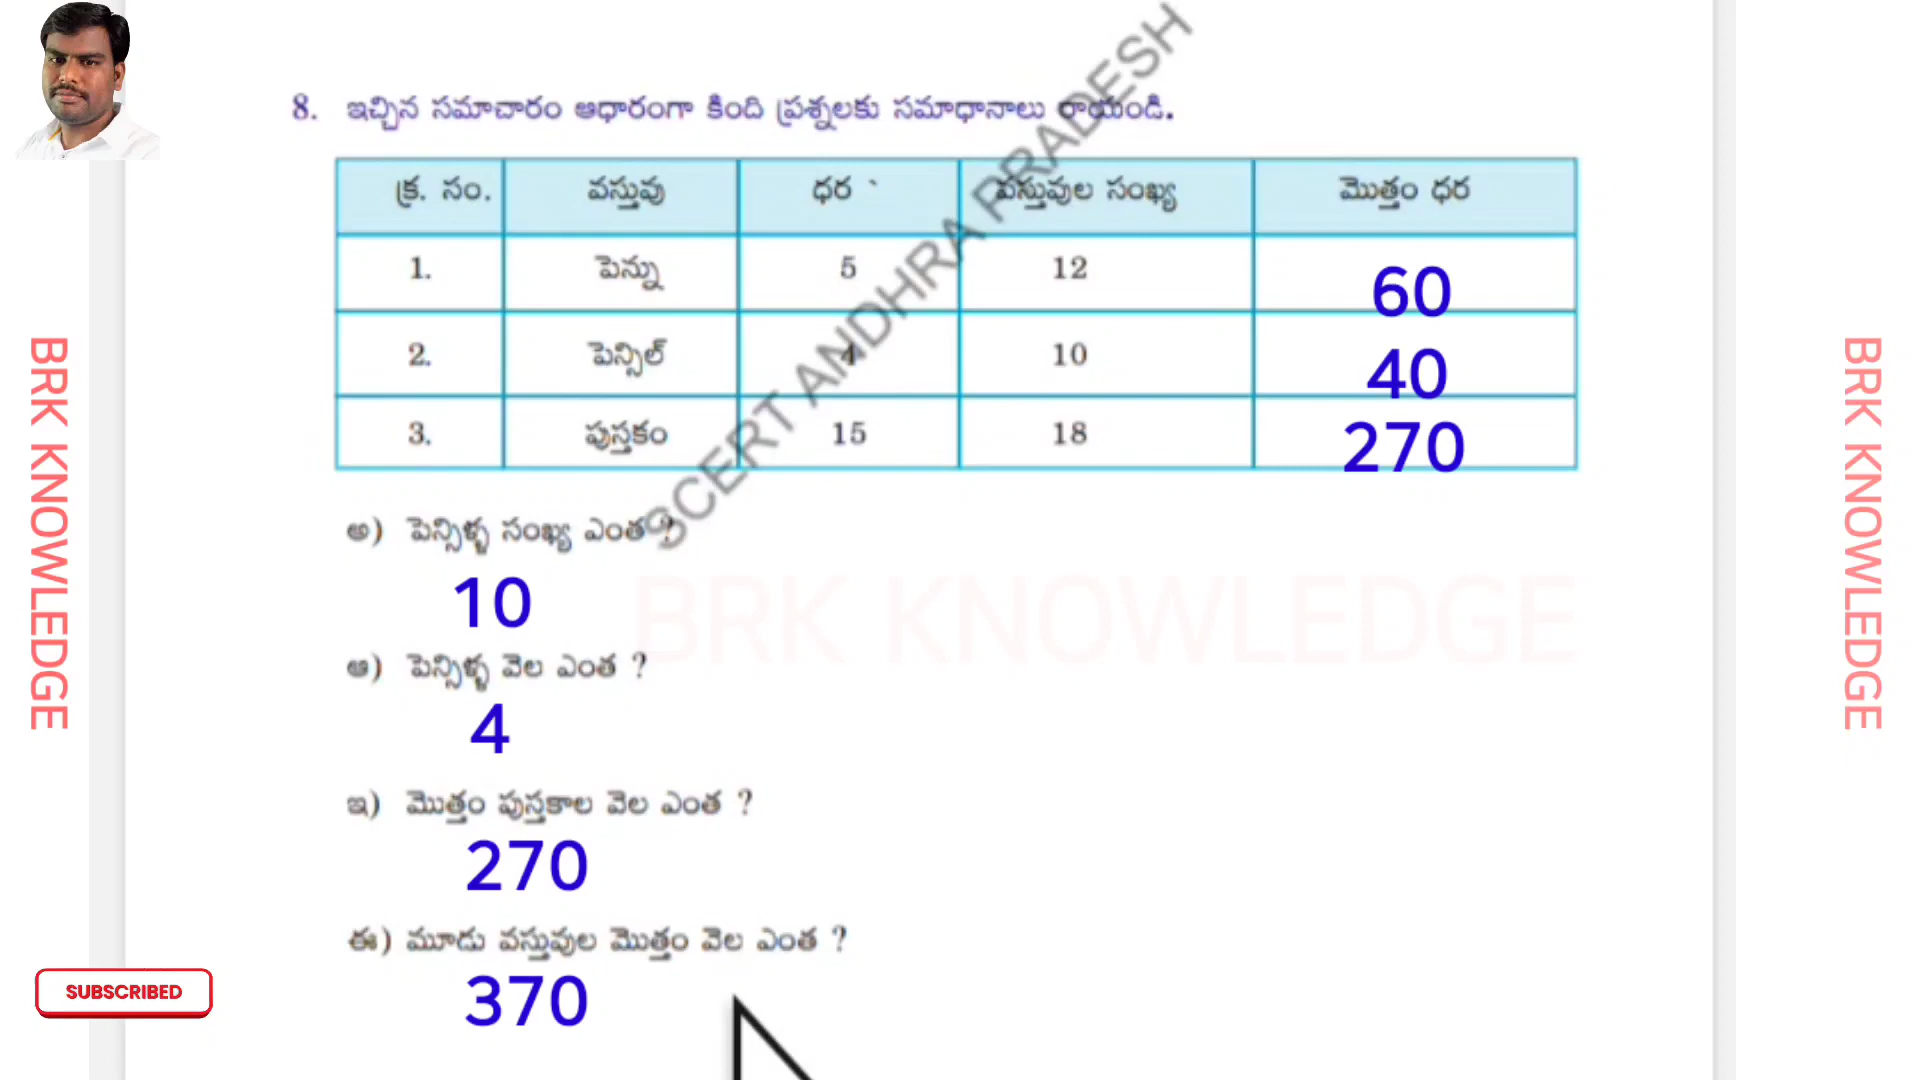 8. ఇచ్చిన సమాచారం ఆధారంగా కింది ప్రశ్నలకు సమాధానాలు రాయండి.
క్ర. సం. వస్తువు ధర ` వస్తువుల సంఖ్య మొత్తం ధర
1. పెన్ను 5 12 60
2. పెన్సిల్ 4 10 40
3. పుస్తకం 15 18 270
SCERT ANDHRA PRADESH
అ) పెన్సిళ్ళ సంఖ్య ఎంత ?
10
ఆ) పెన్సిళ్ళ వెల ఎంత ?
4
ఇ) మొత్తం పుస్తకాల వెల ఎంత ?
270
ఈ) మూడు వస్తువుల మొత్తం వెల ఎంత ?
370
BRK KNOWLEDGE
BRK KNOWLEDGE
BRK KNOWLEDGE
SUBSCRIBED